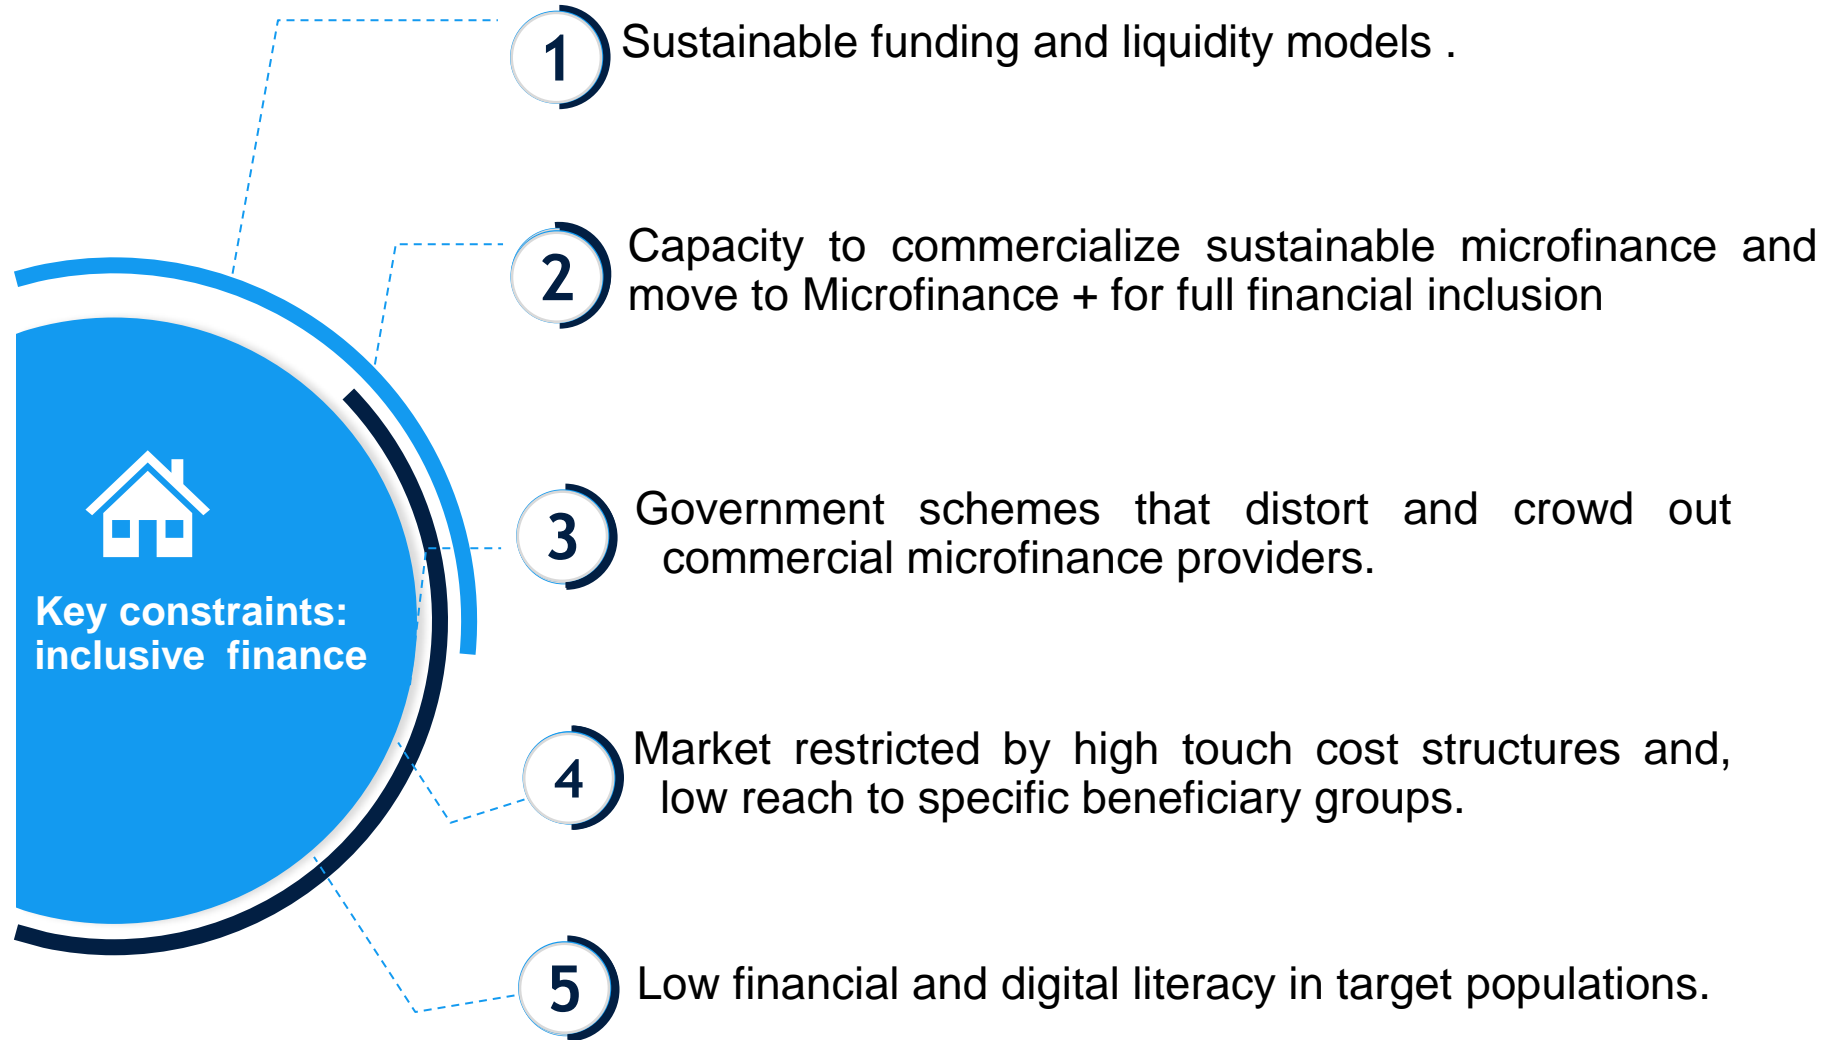 1
Sustainable funding and liquidity models .
2
Capacity to commercialize sustainable microfinance and
move to Microfinance + for full financial inclusion
3
Government schemes that distort and crowd out
commercial microfinance providers.
Key constraints:
inclusive finance
4
Market restricted by high touch cost structures and,
low reach to specific beneficiary groups.
5
Low financial and digital literacy in target populations.